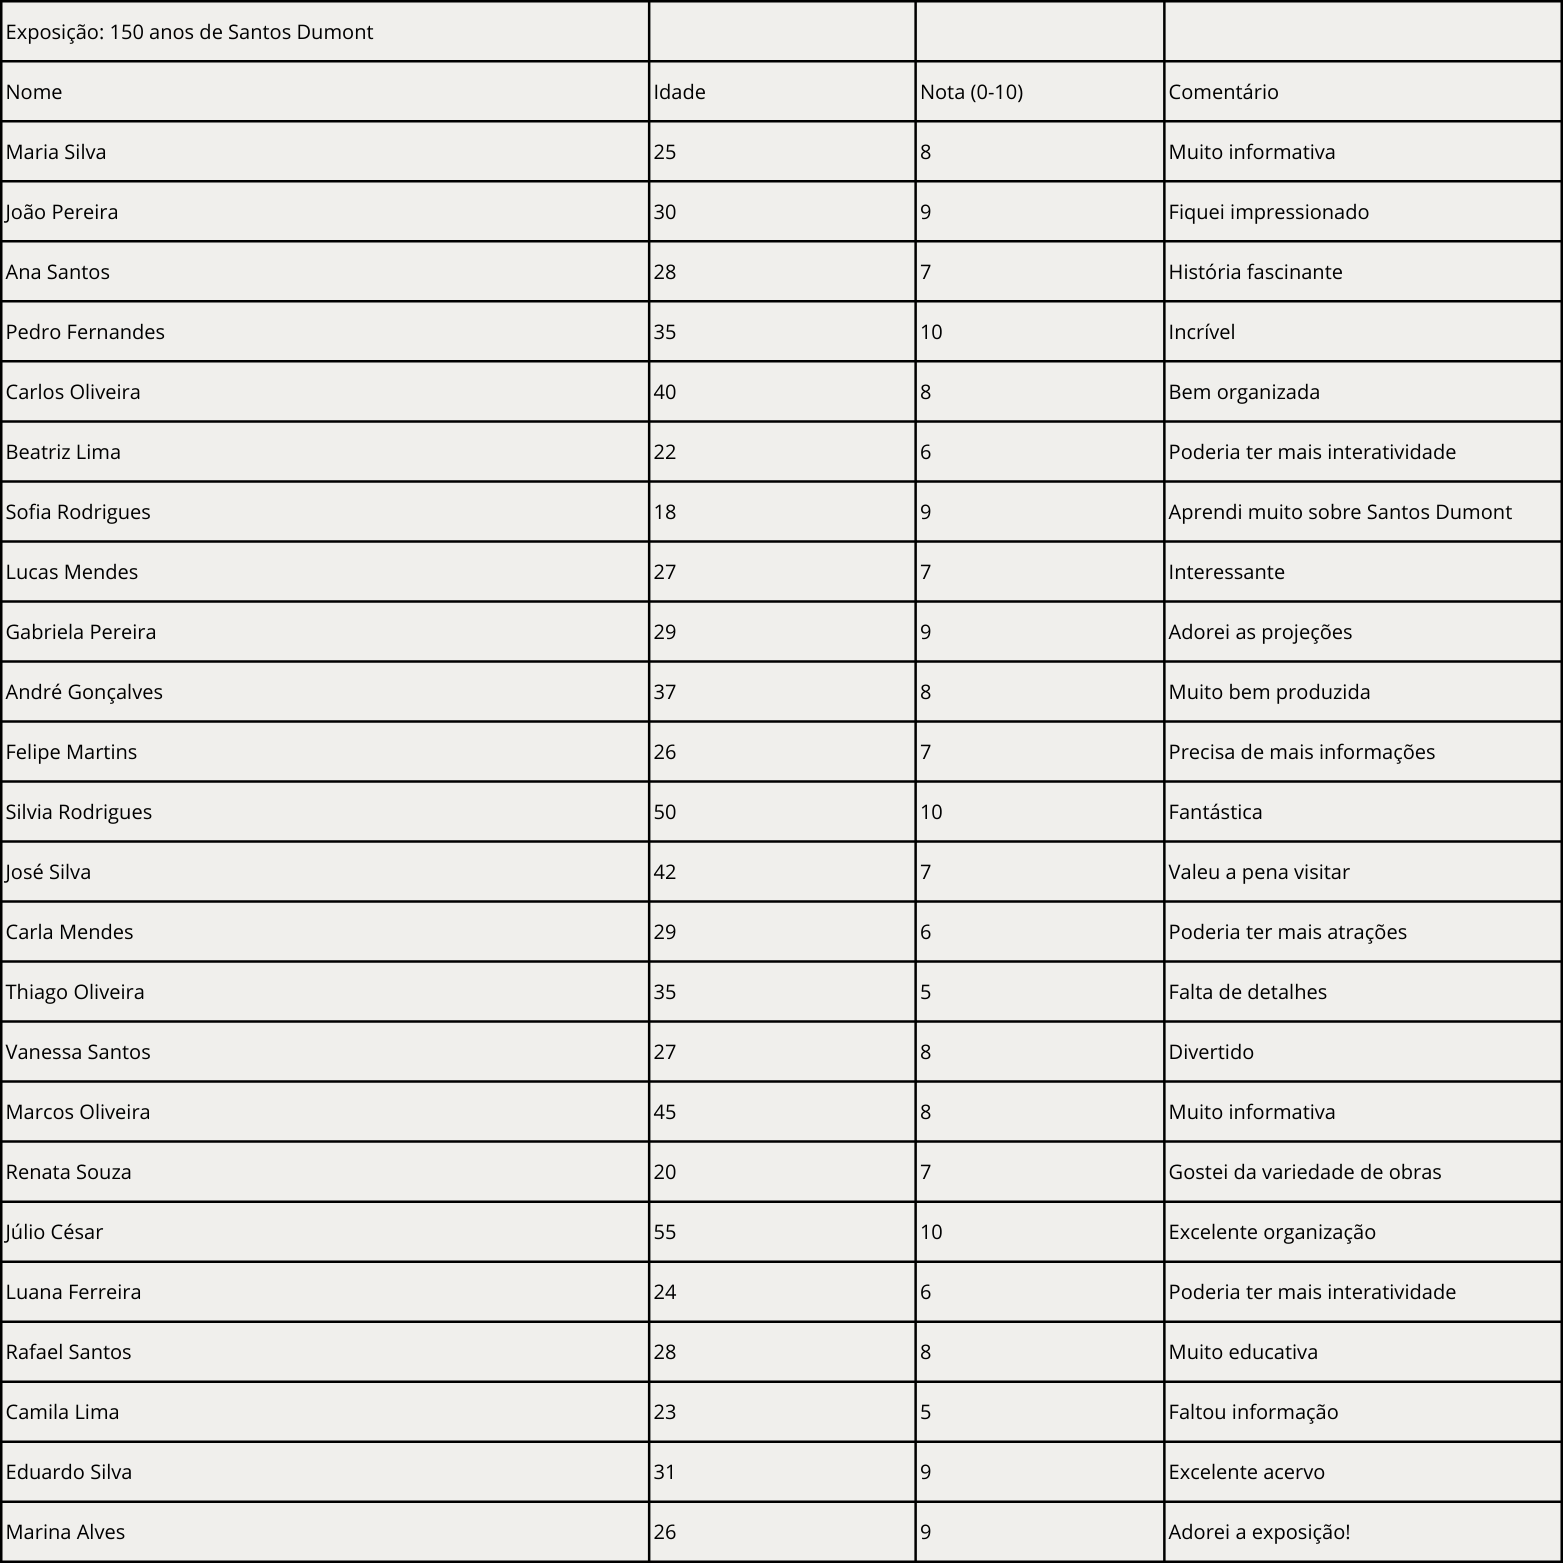 Exposição: 150 anos de Santos Dumont
Nome Idade Nota (0-10) Comentário
Maria Silva 25 8 Muito informativa
João Pereira 30 9 Fiquei impressionado
Ana Santos 28 7 História fascinante
Pedro Fernandes 35 10 Incrível
Carlos Oliveira 40 8 Bem organizada
Beatriz Lima 22 6 Poderia ter mais interatividade
Sofia Rodrigues 18 9 Aprendi muito sobre Santos Dumont
Lucas Mendes 27 7 Interessante
Gabriela Pereira 29 9 Adorei as projeções
André Gonçalves 37 8 Muito bem produzida
Felipe Martins 26 7 Precisa de mais informações
Silvia Rodrigues 50 10 Fantástica
José Silva 42 7 Valeu a pena visitar
Carla Mendes 29 6 Poderia ter mais atrações
Thiago Oliveira 35 5 Falta de detalhes
Vanessa Santos 27 8 Divertido
Marcos Oliveira 45 8 Muito informativa
Renata Souza 20 7 Gostei da variedade de obras
Júlio César 55 10 Excelente organização
Luana Ferreira 24 6 Poderia ter mais interatividade
Rafael Santos 28 8 Muito educativa
Camila Lima 23 5 Faltou informação
Eduardo Silva 31 9 Excelente acervo
Marina Alves 26 9 Adorei a exposição!